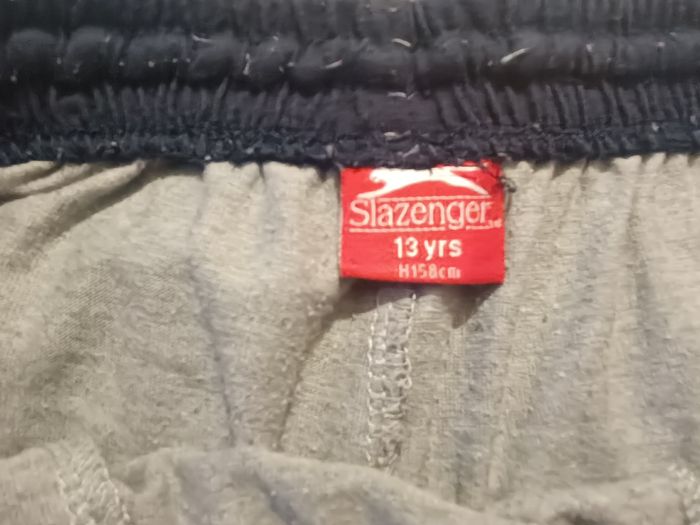 Slazenger
13 yrs
H158cm